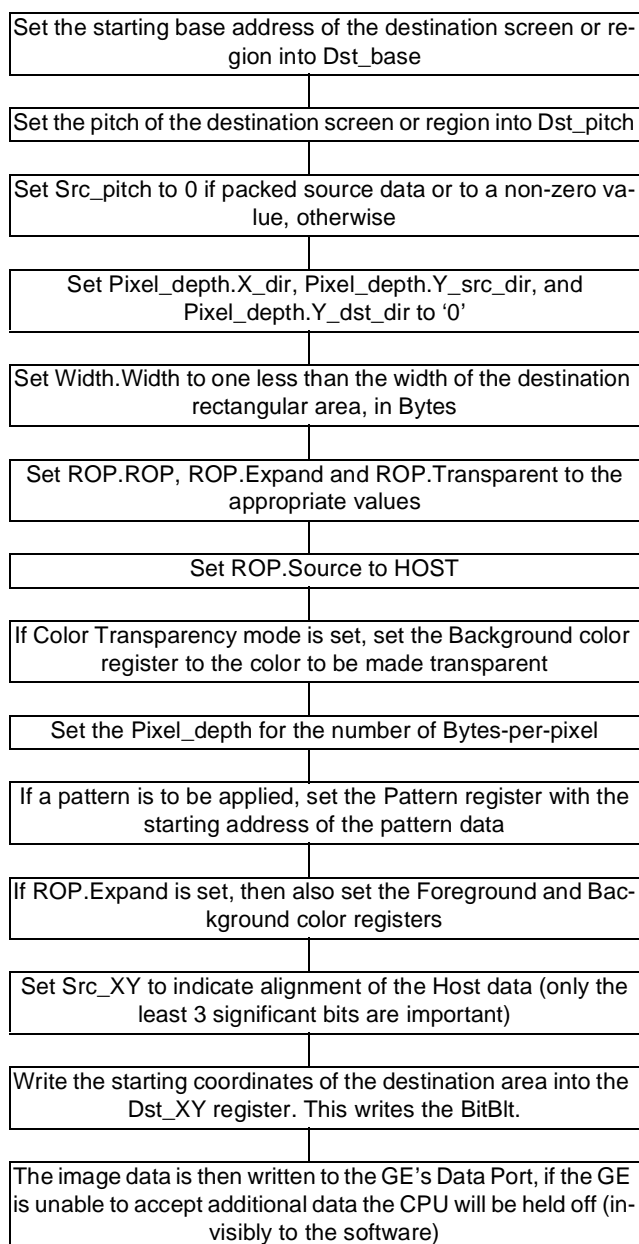 Set the starting base address of the destination screen or re-
gion into Dst_base
Set the pitch of the destination screen or region into Dst_pitch
Set Src_pitch to 0 if packed source data or to a non-zero va-
lue, otherwise
Set Pixel_depth.X_dir, Pixel_depth.Y_src_dir, and
Pixel_depth.Y_dst_dir to ‘0’
Set Width.Width to one less than the width of the destination
rectangular area, in Bytes
Set ROP.ROP, ROP.Expand and ROP.Transparent to the
appropriate values
Set ROP.Source to HOST
If Color Transparency mode is set, set the Background color
register to the color to be made transparent
Set the Pixel_depth for the number of Bytes-per-pixel
If a pattern is to be applied, set the Pattern register with the
starting address of the pattern data
If ROP.Expand is set, then also set the Foreground and Bac-
kground color registers
Set Src_XY to indicate alignment of the Host data (only the
least 3 significant bits are important)
Write the starting coordinates of the destination area into the
Dst_XY register. This writes the BitBlt.
The image data is then written to the GE’s Data Port, if the GE
is unable to accept additional data the CPU will be held off (in-
visibly to the software)